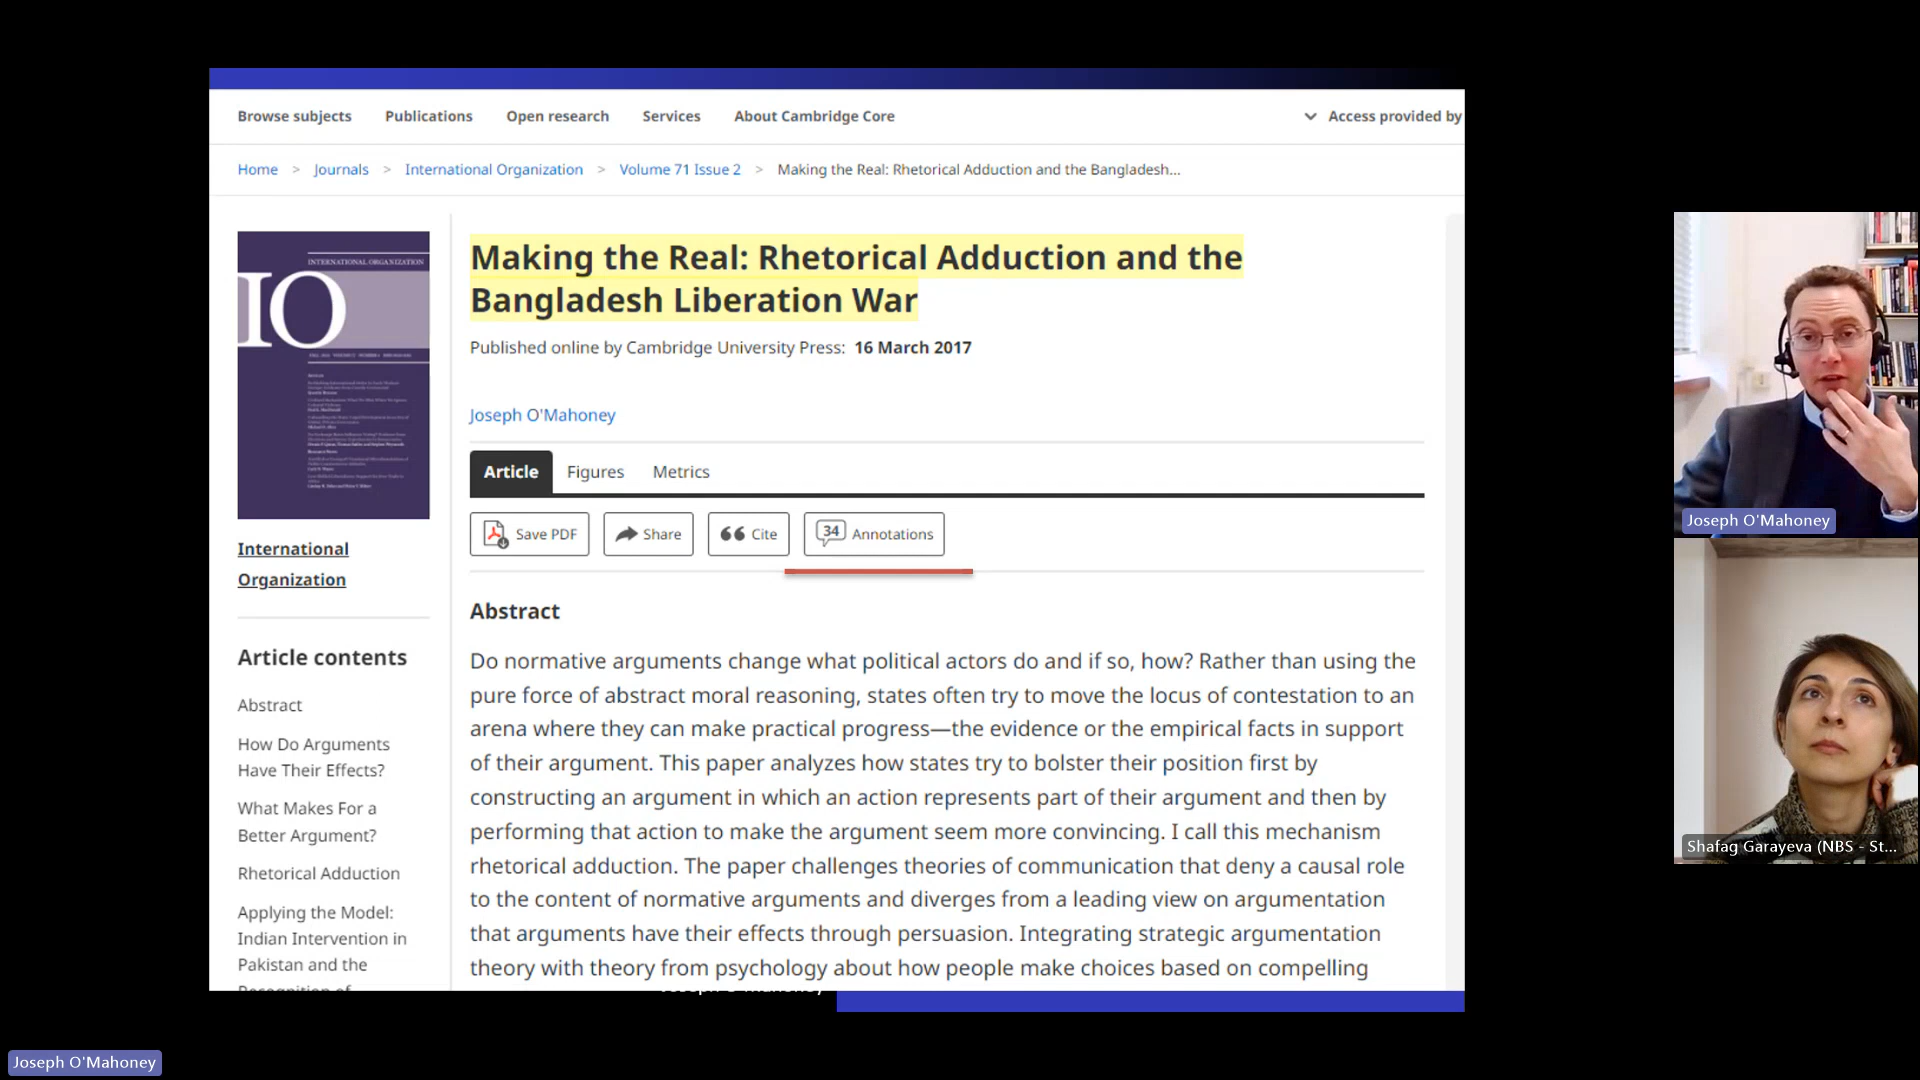 Browse subjects Publications Open research Services About Cambridge Core Access provided by
Home > Journals > International Organization > Volume 71 Issue 2 > Making the Real: Rhetorical Adduction and the Bangladesh...
INTERNATIONAL ORGANIZATION
IO
International
Organization
Article contents
Abstract
How Do Arguments
Have Their Effects?
What Makes For a
Better Argument?
Rhetorical Adduction
Applying the Model:
Indian Intervention in
Pakistan and the
Recognition of
Making the Real: Rhetorical Adduction and the
Bangladesh Liberation War
Published online by Cambridge University Press: 16 March 2017
Joseph O'Mahoney
Article Figures Metrics
Save PDF Share Cite 34 Annotations
Abstract
Do normative arguments change what political actors do and if so, how? Rather than using the
pure force of abstract moral reasoning, states often try to move the locus of contestation to an
arena where they can make practical progress—the evidence or the empirical facts in support
of their argument. This paper analyzes how states try to bolster their position first by
constructing an argument in which an action represents part of their argument and then by
performing that action to make the argument seem more convincing. I call this mechanism
rhetorical adduction. The paper challenges theories of communication that deny a causal role
to the content of normative arguments and diverges from a leading view on argumentation
that arguments have their effects through persuasion. Integrating strategic argumentation
theory with theory from psychology about how people make choices based on compelling
Joseph O'Mahoney
Joseph O'Mahoney
Shafag Garayeva (NBS - St...
Joseph O'Mahoney